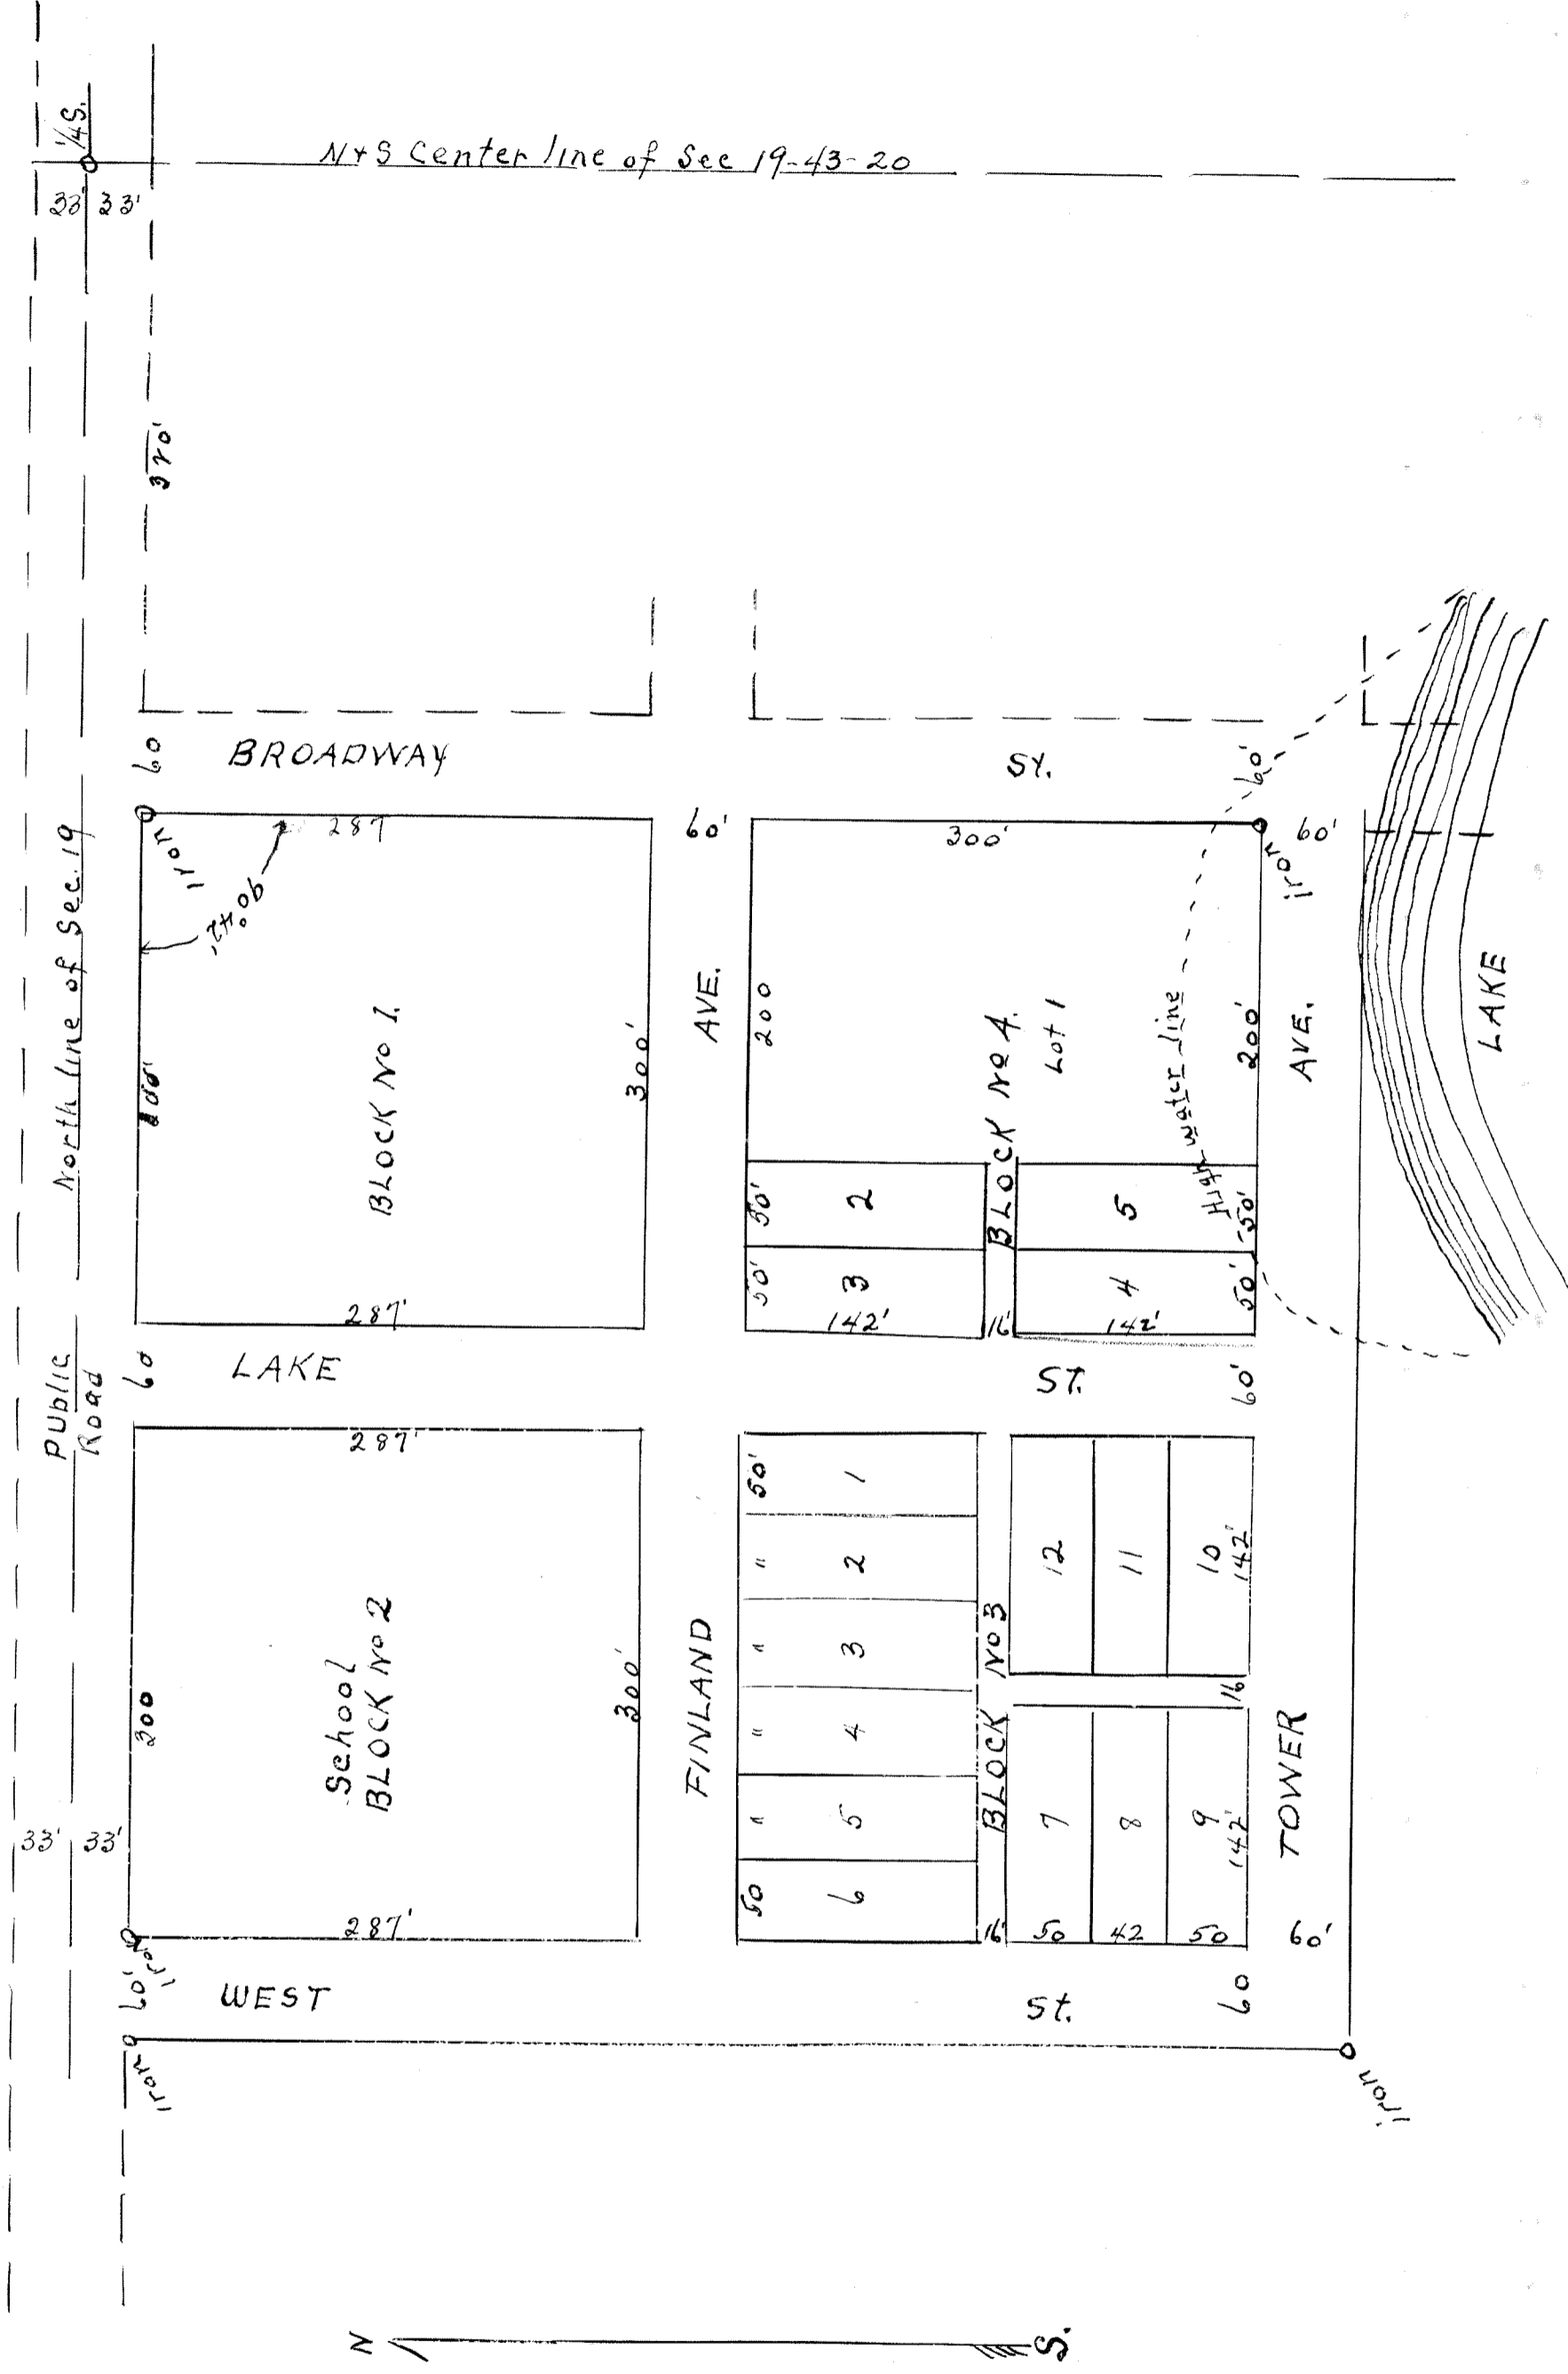 1/4 S.
33' 33'
N & S Center line of Sec 19-43-20
370'
North line of Sec. 19
Public
Road
33' 33'
60
BROADWAY
ST.
60'
iron
287
90° 42'
BLOCK No 1.
300'
287'
60'
AVE.
300'
200
BLOCK No 4.
Lot 1
High water line
200'
iron
60'
AVE.
LAKE
50'
2
5
50'
50'
3
142'
16'
4
142'
50'
60
LAKE
ST.
60'
287'
300
School
BLOCK No 2
300'
287'
FINLAND
50'
1
" 2
" 3
" 4
" 5
50
6
BLOCK No 3
16'
12
11
10
142'
16
7
8
9
142'
50
42
50
TOWER
60'
iron
60'
WEST
St.
60
iron
iron
N
S.